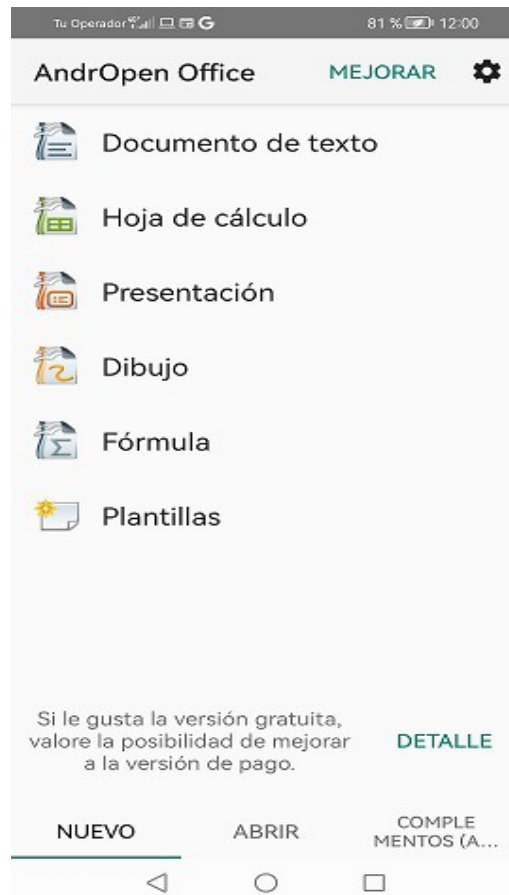 Tu Operador G 81 % 12:00
AndrOpen Office MEJORAR
Documento de texto
Hoja de cálculo
Presentación
Dibujo
Fórmula
Plantillas
Si le gusta la versión gratuita,
valore la posibilidad de mejorar
a la versión de pago.
DETALLE
NUEVO ABRIR COMPLE
MENTOS (A...